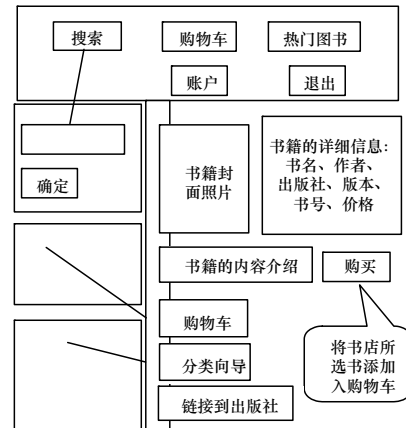 搜索
购物车
热门图书
账户
退出
确定
书籍封
面照片
书籍的详细信息:
书名、作者、
出版社、版本、
书号、价格
书籍的内容介绍
购买
购物车
将书店所
选书添加
入购物车
分类向导
链接到出版社